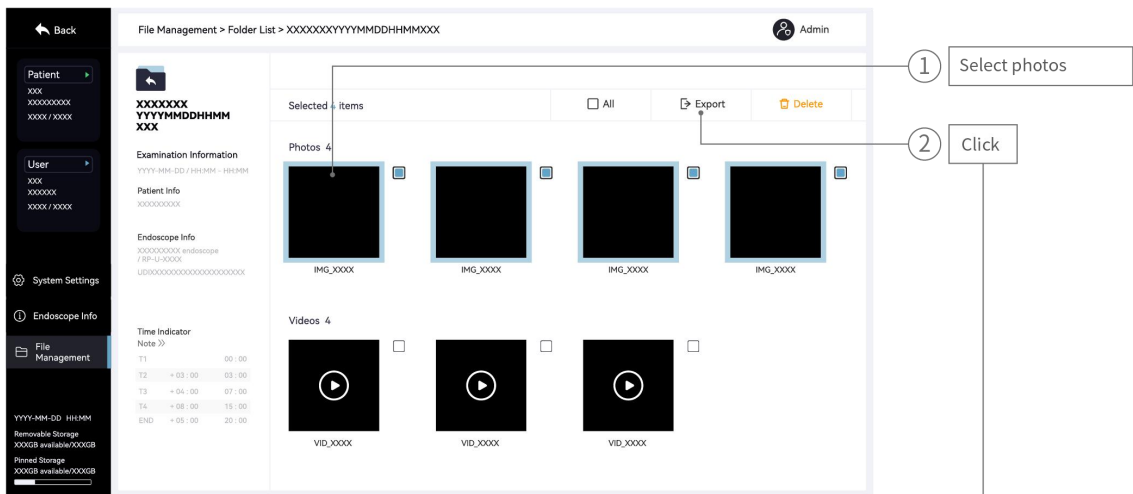 Back
Patient
XXX
XXXXXXXXX
XXXX / XXXX
User
XXX
XXXXXX
XXXX / XXXX
System Settings
Endoscope Info
File
Management
YYYY-MM-DD HH:MM
Removable Storage
XXXGB available/XXXGB
Pinned Storage
XXXGB available/XXXGB
File Management > Folder List > XXXXXXXYYYYMMDDHHMMXXX
Admin
XXXXXXX
YYYYMMDDHHMM
XXX
Examination Information
YYYY-MM-DD / HH:MM - HH:MM
Patient Info
XXXXXXXXX
Endoscope Info
XXXXXXXXX endoscope
/ RP-U-XXXX
UDIXXXXXXXXXXXXXXXXXXXX
Time Indicator
Note
T1 00 : 00
T2 + 03 : 00 03 : 00
T3 + 04 : 00 07 : 00
T4 + 08 : 00 15 : 00
END + 05 : 00 20 : 00
Selected 4 items
All
Export
Delete
Photos 4
IMG_XXXX IMG_XXXX IMG_XXXX IMG_XXXX
Videos 4
VID_XXXX VID_XXXX VID_XXXX
1 Select photos
2 Click